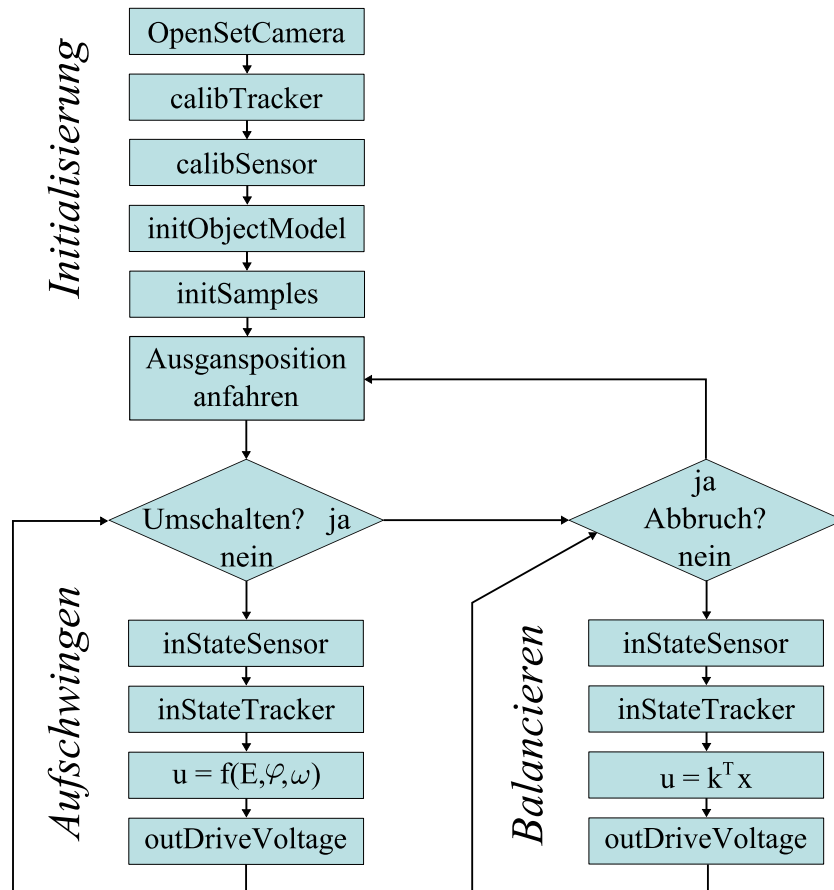 Initialisierung
OpenSetCamera
calibTracker
calibSensor
initObjectModel
initSamples
Ausgansposition
anfahren
Umschalten? ja
nein
ja
Abbruch?
nein
Aufschwingen
inStateSensor
inStateTracker
u = f(E,φ,ω)
outDriveVoltage
Balancieren
inStateSensor
inStateTracker
u = kᵀx
outDriveVoltage